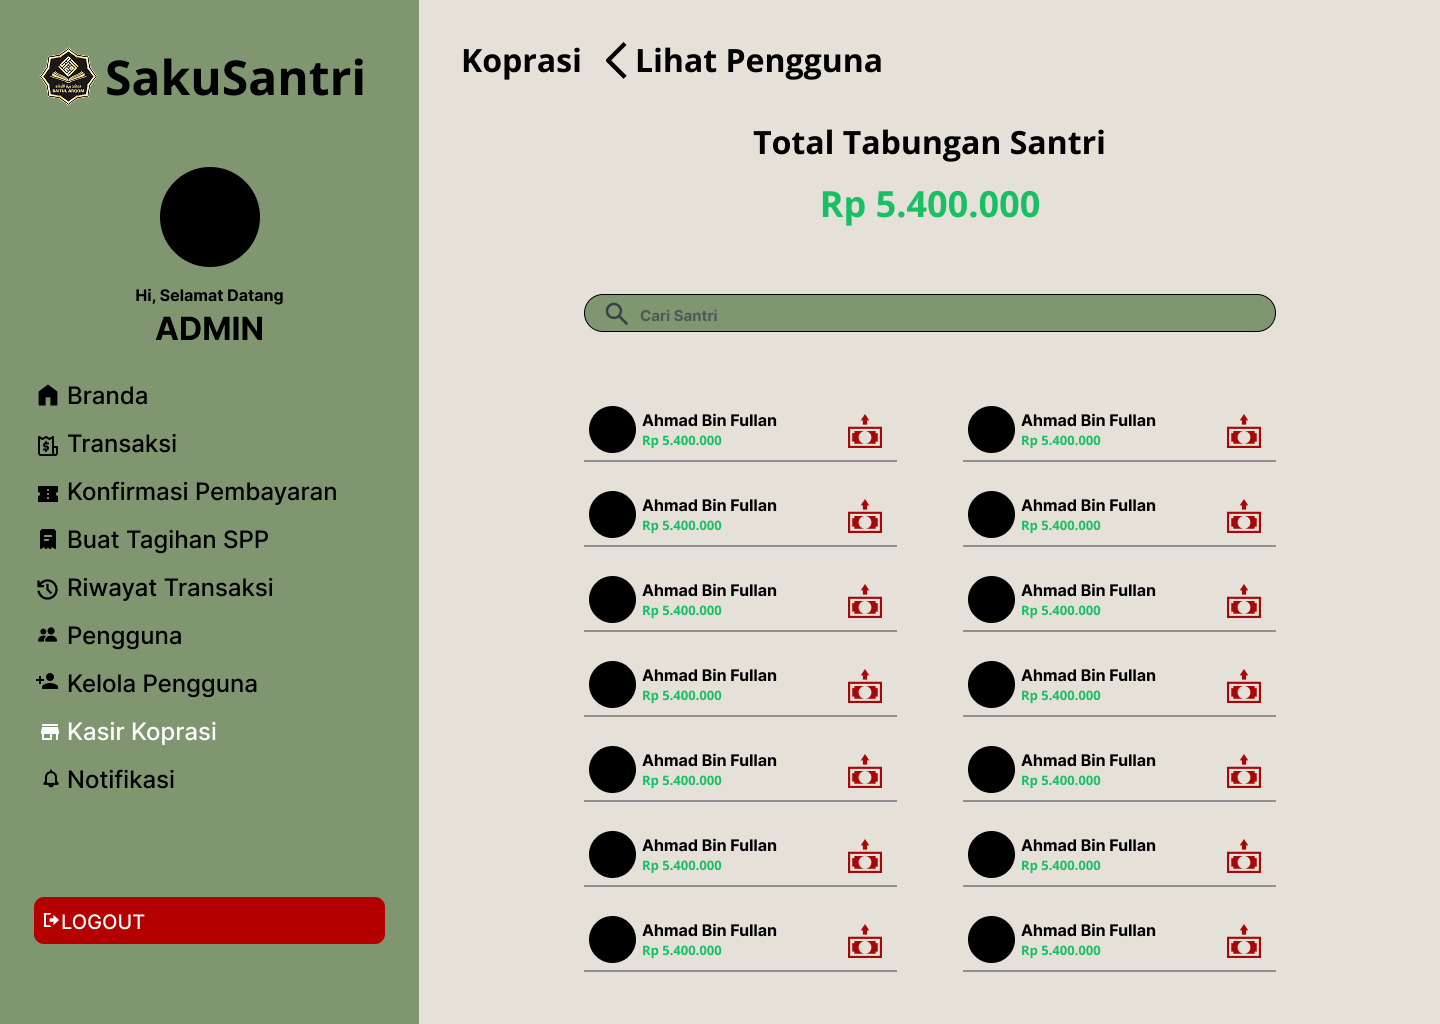 SakuSantri
Hi, Selamat Datang
ADMIN
Branda
Transaksi
Konfirmasi Pembayaran
Buat Tagihan SPP
Riwayat Transaksi
Pengguna
Kelola Pengguna
Kasir Koprasi
Notifikasi
LOGOUT
Koprasi Lihat Pengguna
Total Tabungan Santri
Rp 5.400.000
Cari Santri
Ahmad Bin Fullan
Rp 5.400.000
Ahmad Bin Fullan
Rp 5.400.000
Ahmad Bin Fullan
Rp 5.400.000
Ahmad Bin Fullan
Rp 5.400.000
Ahmad Bin Fullan
Rp 5.400.000
Ahmad Bin Fullan
Rp 5.400.000
Ahmad Bin Fullan
Rp 5.400.000
Ahmad Bin Fullan
Rp 5.400.000
Ahmad Bin Fullan
Rp 5.400.000
Ahmad Bin Fullan
Rp 5.400.000
Ahmad Bin Fullan
Rp 5.400.000
Ahmad Bin Fullan
Rp 5.400.000
Ahmad Bin Fullan
Rp 5.400.000
Ahmad Bin Fullan
Rp 5.400.000